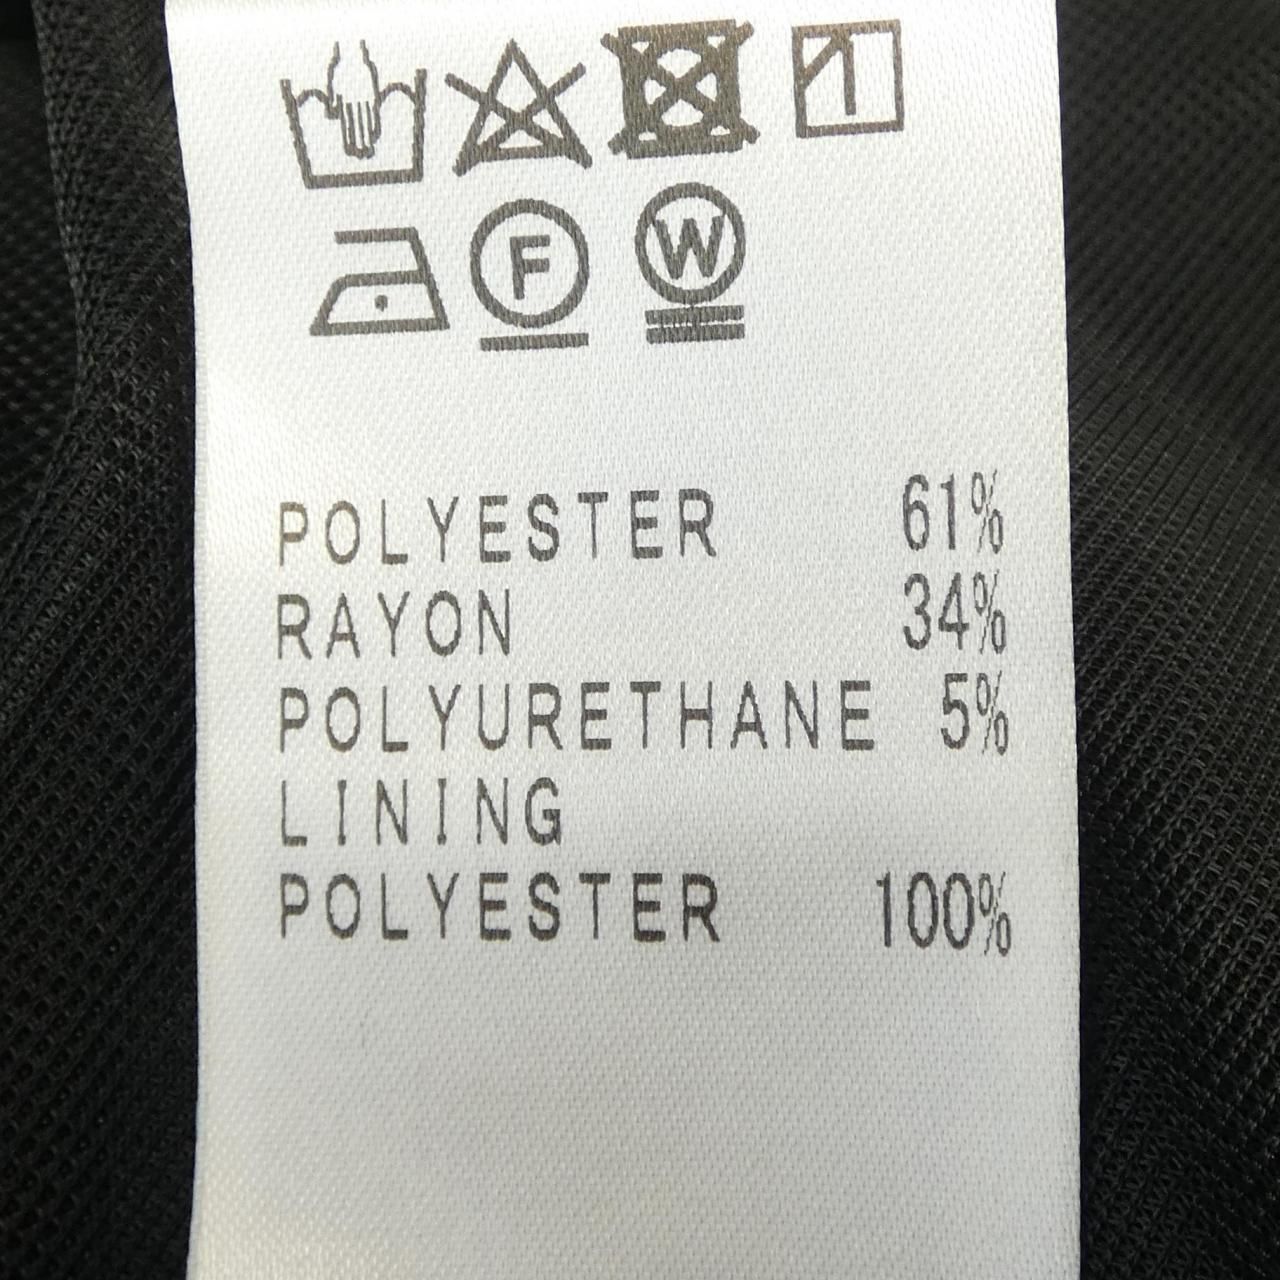 F W
POLYESTER 61%
RAYON 34%
POLYURETHANE 5%
LINING
POLYESTER 100%